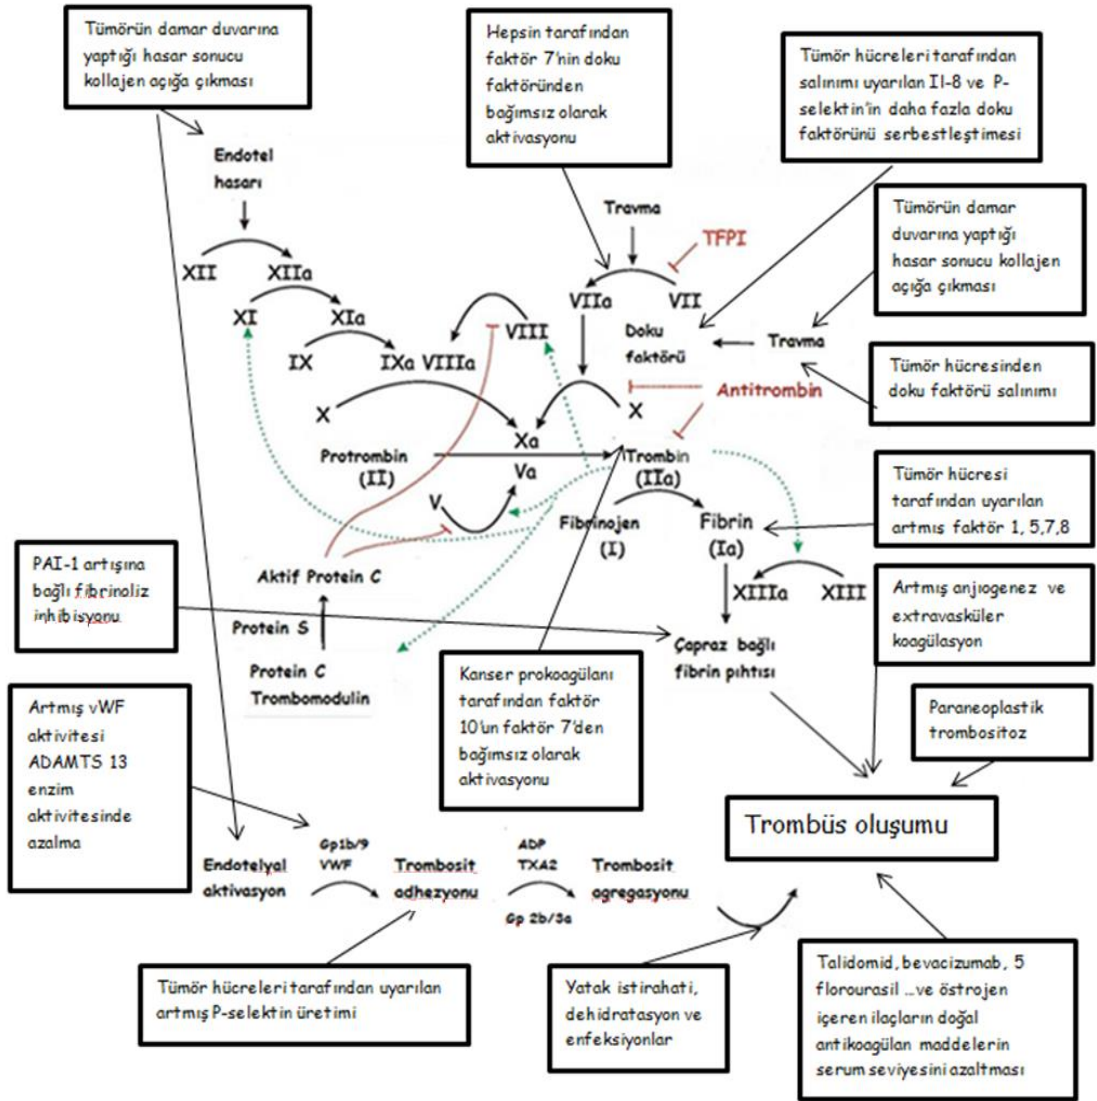 Tümörün damar duvarına
yaptığı hasar sonucu
kollajen açığa çıkması
Hepsin tarafından
faktör 7'nin doku
faktöründen
bağımsız olarak
aktivasyonu
Tümör hücreleri tarafından
salınımı uyarılan Il-8 ve P-
selektin'in daha fazla doku
faktörünü serbestleştimesi
Endotel
hasarı
Travma
TFPI
Tümörün damar
duvarına yaptığı
hasar sonucu kollajen
açığa çıkması
XII
XIIa
VIIa
VII
XI
XIa
VIII
Doku
faktörü
Travma
IX
IXa VIIIa
Tümör hücresinden
doku faktörü salınımı
Antitrombin
X
X
Xa
Protrombin
(II)
Trombin
(IIa)
Va
V
Fibrinojen
(I)
Fibrin
(Ia)
Tümör hücresi
tarafından uyarılan
artmış faktör 1, 5,7,8
PAI-1 artışına
bağlı fibrinoliz
inhibisyonu.
Aktif Protein C
XIIIa
XIII
Artmış anjiogenez ve
extravasküler
koagülasyon
Protein S
Çapraz bağlı
fibrin pıhtısı
Protein C
Trombomodulin
Kanser prokoagülanı
tarafından faktör
10'un faktör 7'den
bağımsız olarak
aktivasyonu
Artmış vWF
aktivitesi
ADAMTS 13
enzim
aktivitesinde
azalma
Paraneoplastik
trombositoz
Trombüs oluşumu
Endotelyal
aktivasyon
Gp1b/9
VWF
Trombosit
adhezyonu
ADP
TXA2
Gp 2b/3a
Trombosit
agregasyonu
Tümör hücreleri tarafından uyarılan
artmış P-selektin üretimi
Yatak istirahati,
dehidratasyon ve
enfeksiyonlar
Talidomid, bevacizumab, 5
florourasil ...ve östrojen
içeren ilaçların doğal
antikoagülan maddelerin
serum seviyesini azaltması